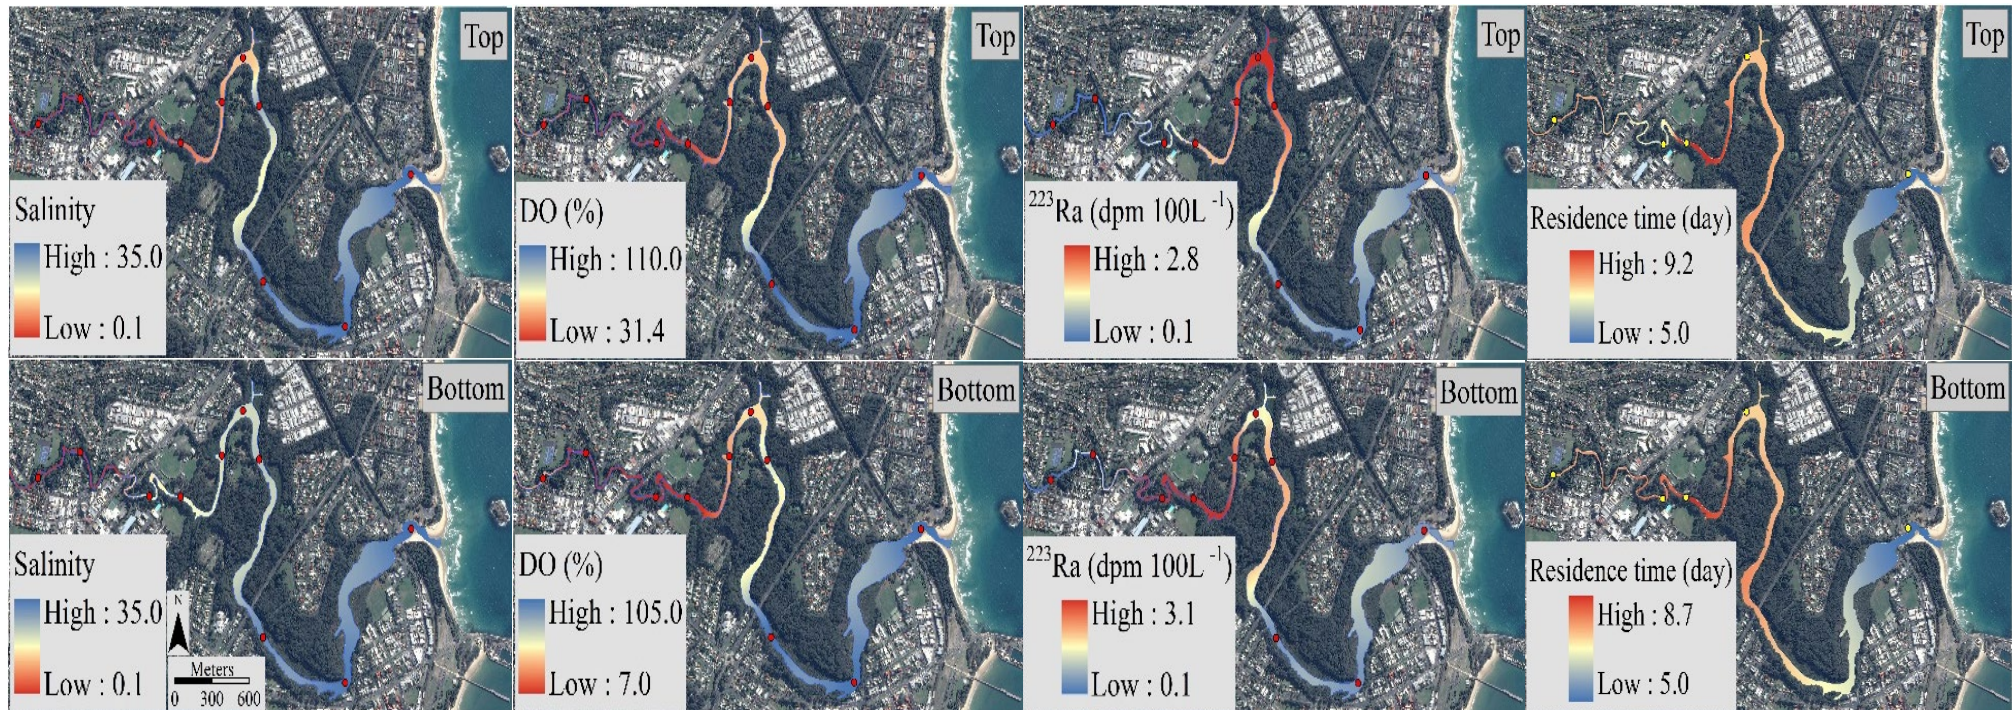 Top
Salinity
High : 35.0
Low : 0.1
Top
DO (%)
High : 110.0
Low : 31.4
Top
²²³Ra (dpm 100L ⁻¹)
High : 2.8
Low : 0.1
Top
Residence time (day)
High : 9.2
Low : 5.0
Bottom
Salinity
High : 35.0
Low : 0.1
N
Meters
0 300 600
Bottom
DO (%)
High : 105.0
Low : 7.0
Bottom
²²³Ra (dpm 100L ⁻¹)
High : 3.1
Low : 0.1
Bottom
Residence time (day)
High : 8.7
Low : 5.0